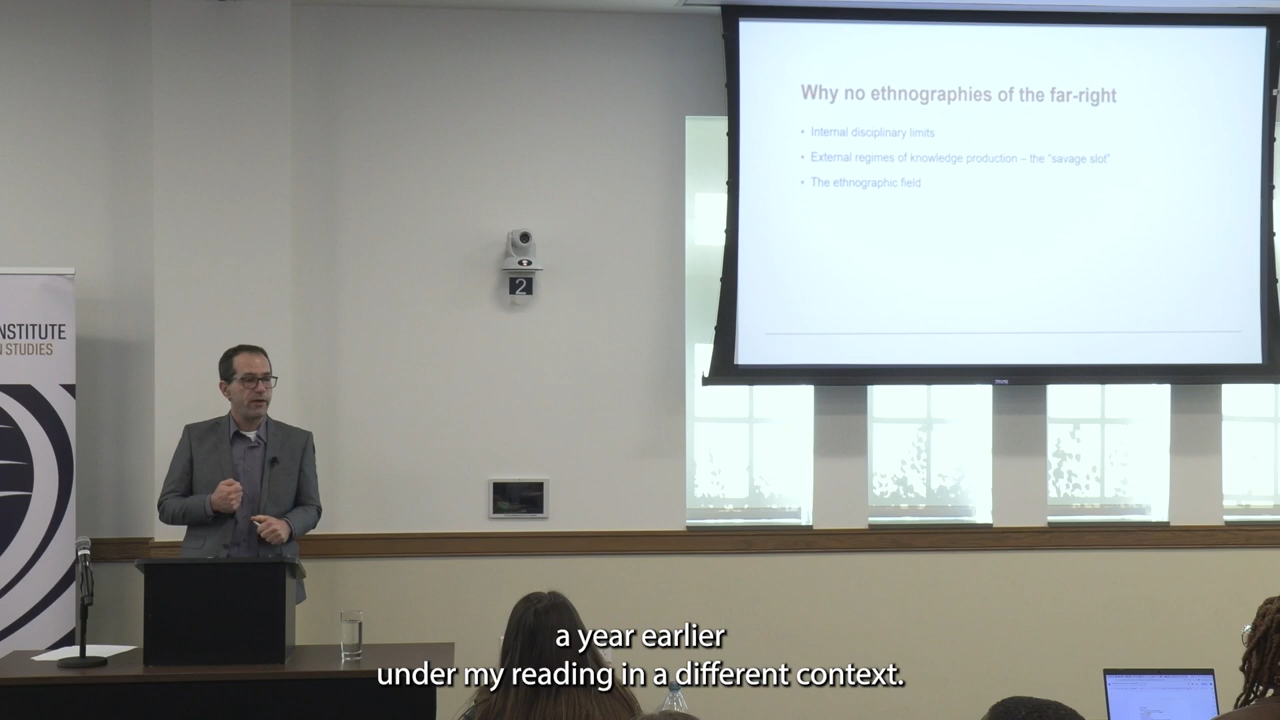 Why no ethnographies of the far-right
• Internal disciplinary limits
• External regimes of knowledge production – the "savage slot"
• The ethnographic field
2
NSTITUTE
STUDIES
a year earlier
under my reading in a different context.